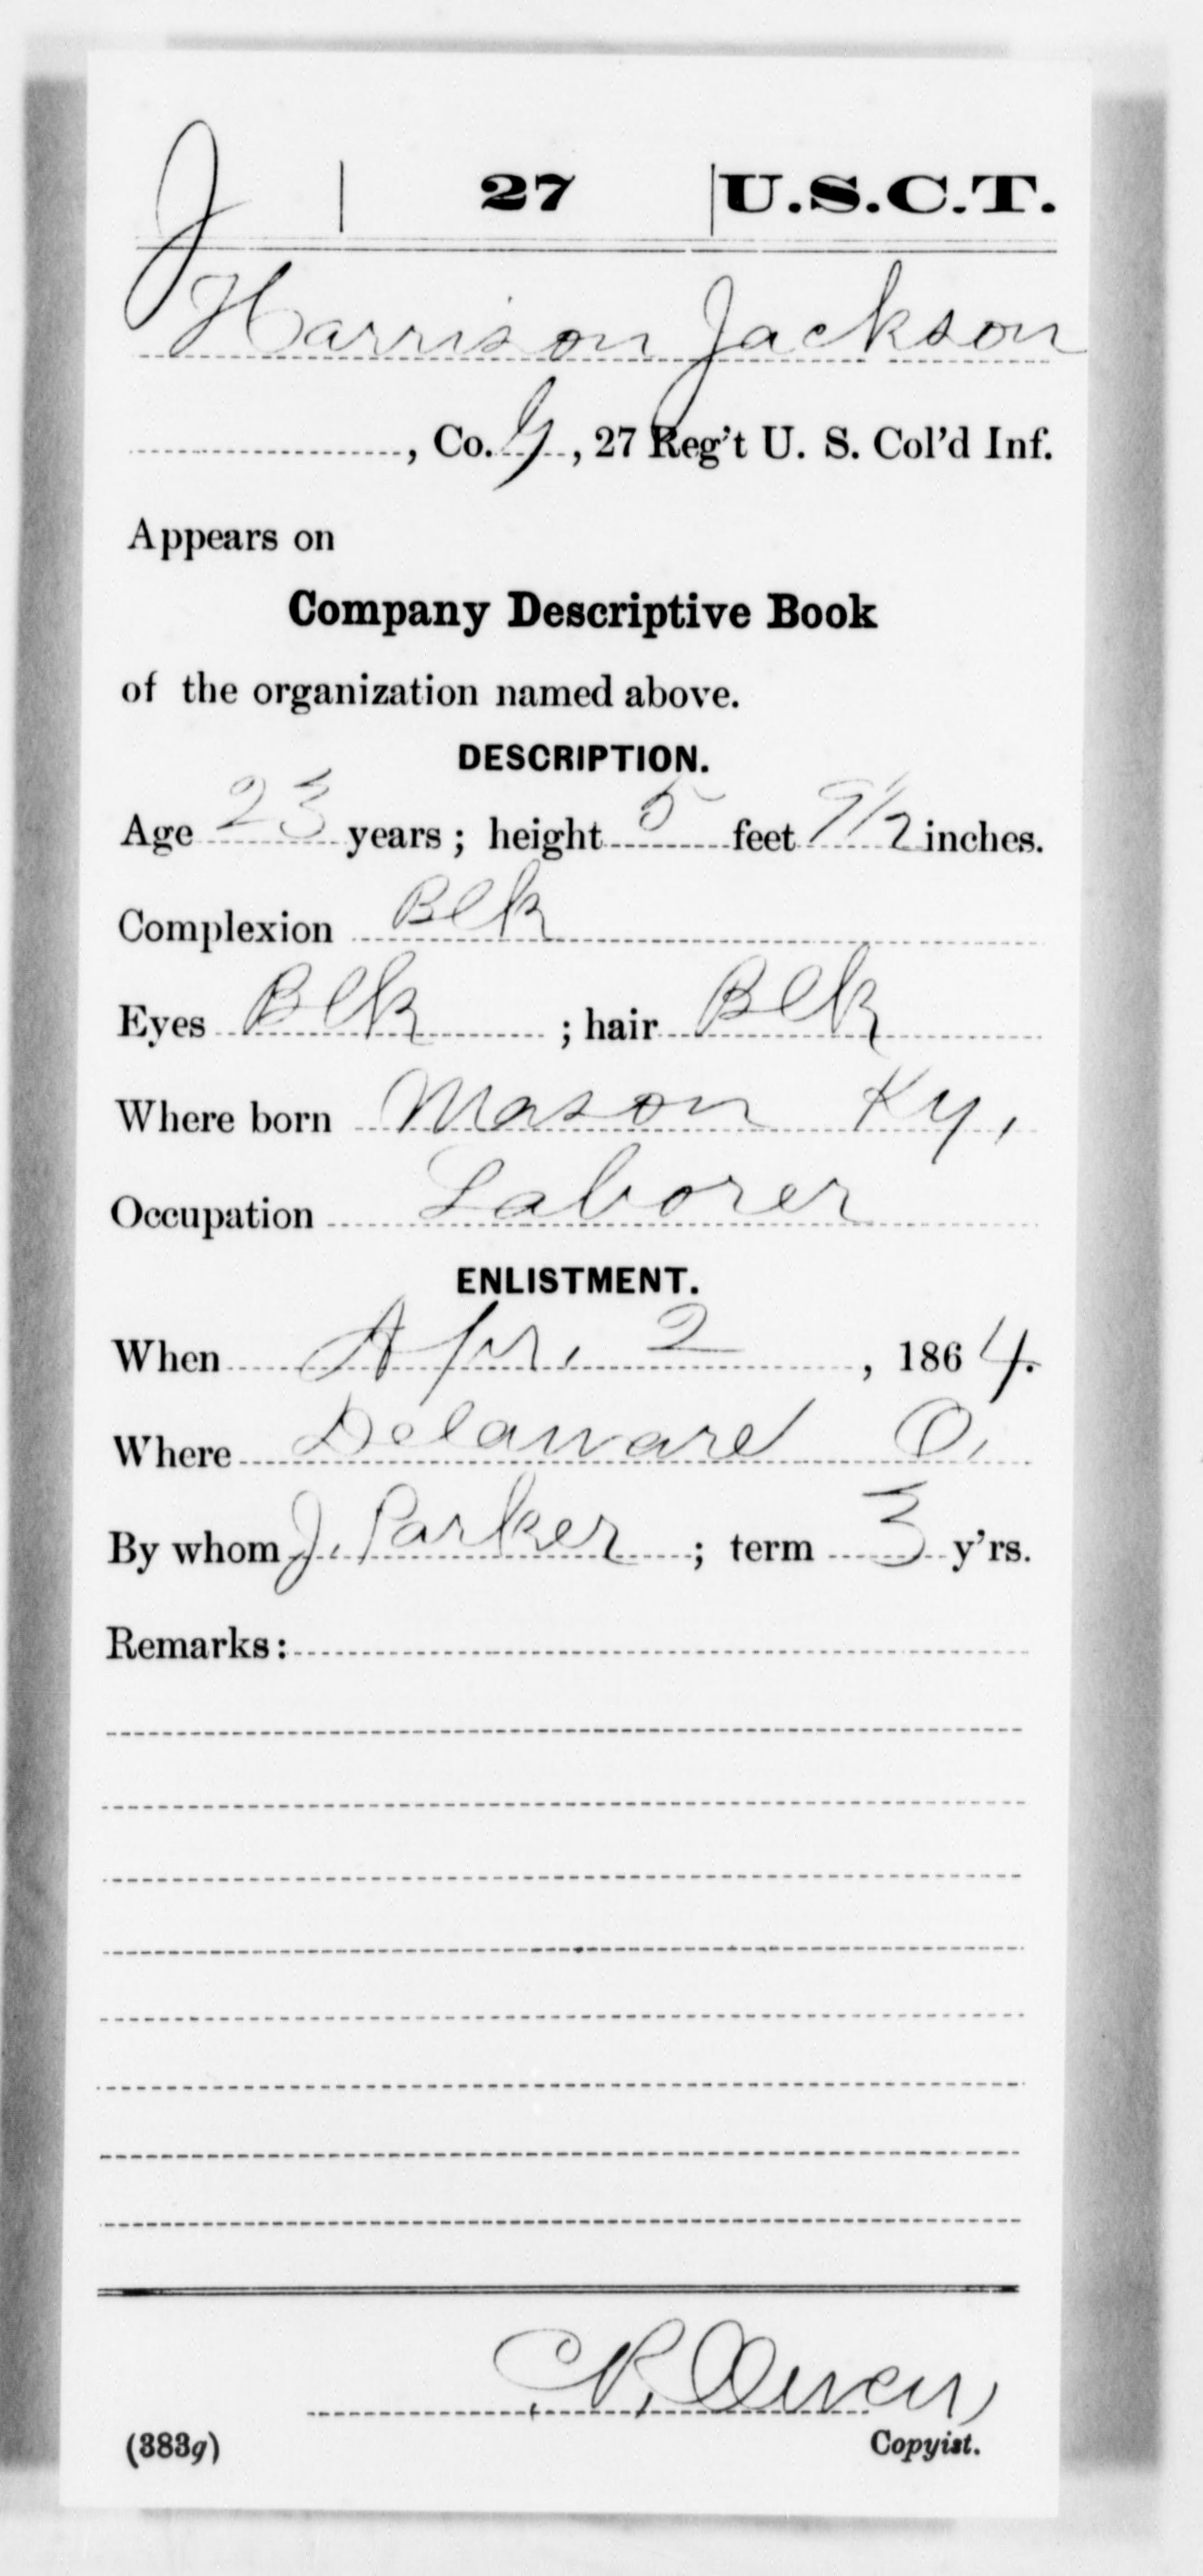 J | 27 | U.S.C.T.
Harrison Jackson
, Co. G, 27 Reg't U. S. Col'd Inf.
Appears on
Company Descriptive Book
of the organization named above.
DESCRIPTION.
Age 23 years; height 5 feet 9 1/2 inches.
Complexion Blk
Eyes Blk; hair Blk
Where born Mason Ky,
Occupation Laborer
ENLISTMENT.
When Apr. 2, 1864.
Where Delaware O.
By whom J. Parker; term 3 y'rs.
Remarks:
C.R. Owen
(383g) Copyist.